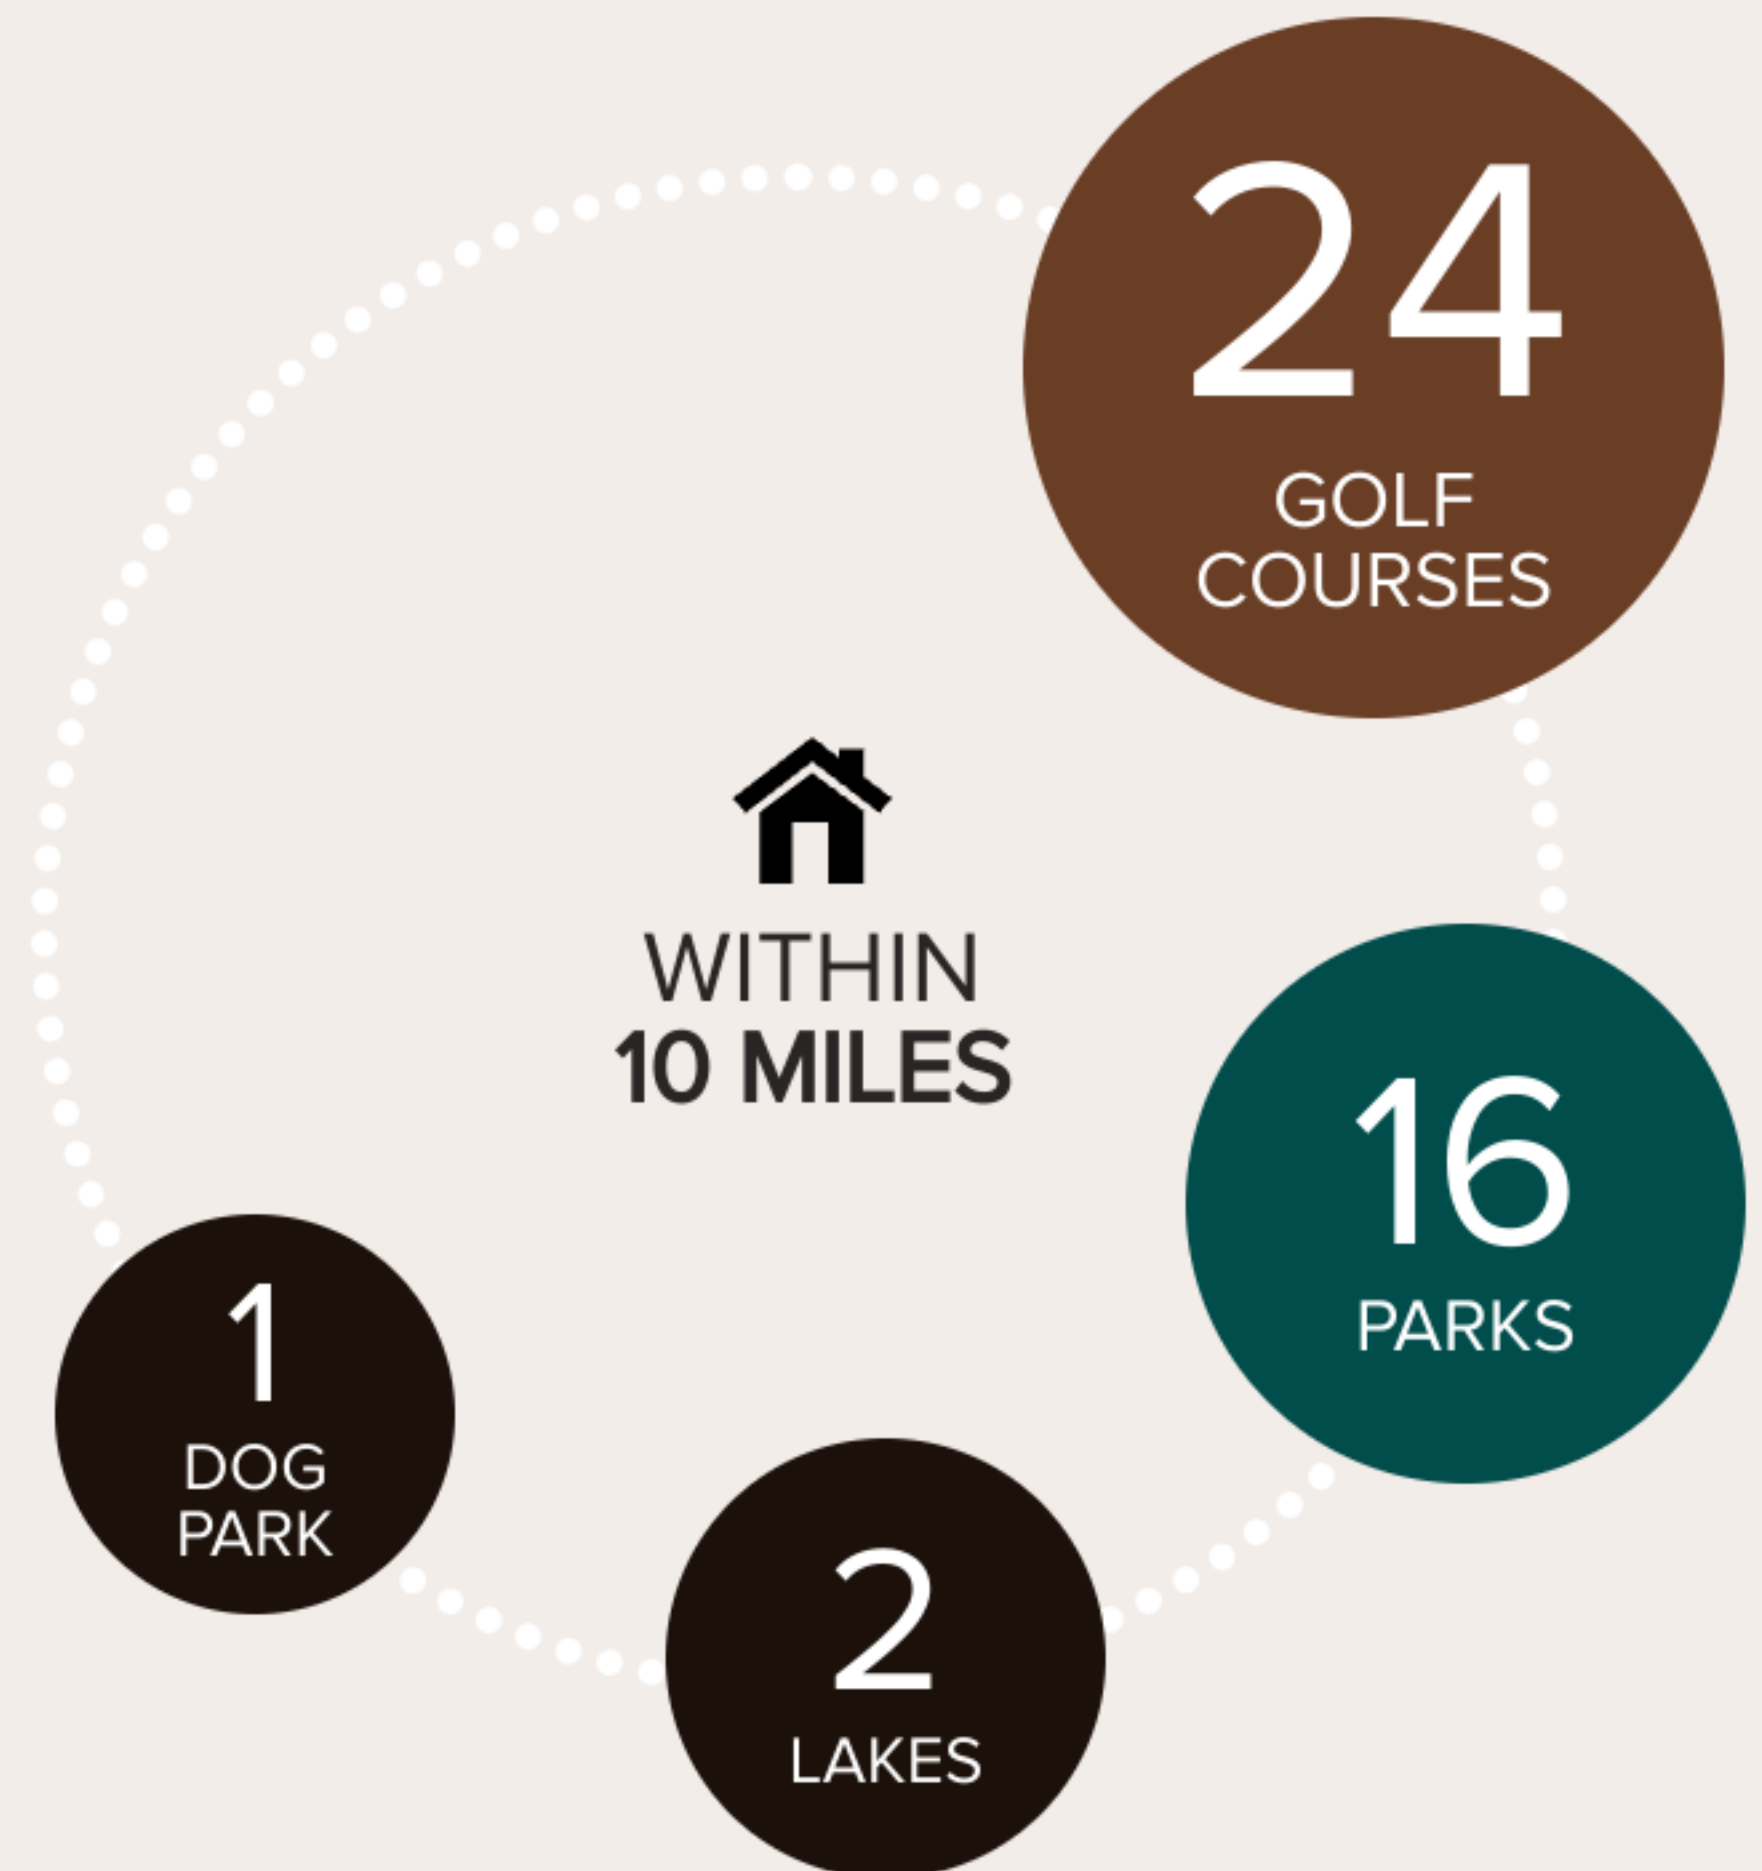 24
GOLF
COURSES
WITHIN
10 MILES
16
PARKS
1
DOG
PARK
2
LAKES